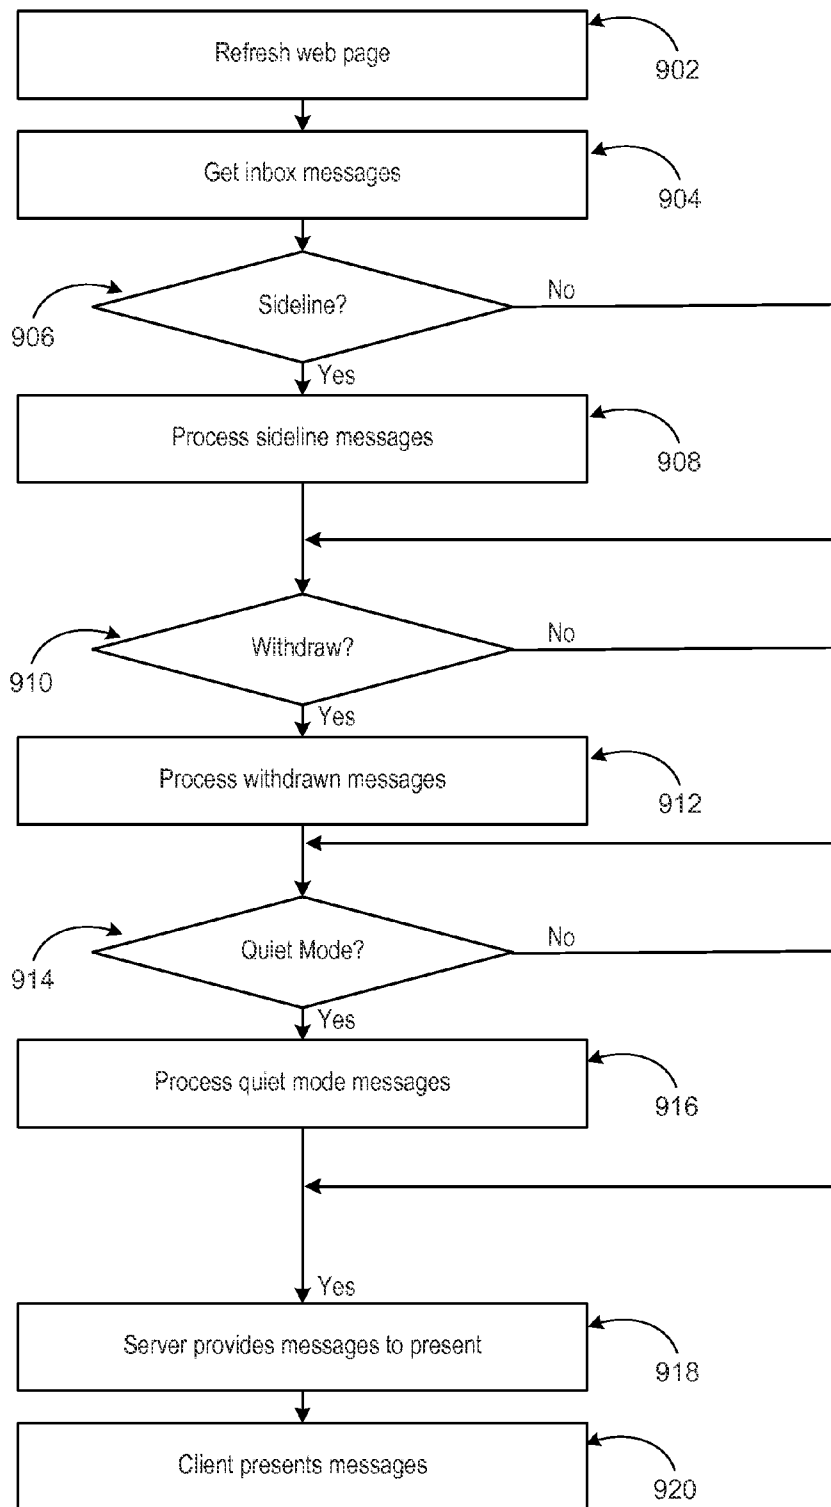 Refresh web page
902
Get inbox messages
904
Sideline?
No
906
Yes
Process sideline messages
908
Withdraw?
No
910
Yes
Process withdrawn messages
912
Quiet Mode?
No
914
Yes
Process quiet mode messages
916
Yes
Server provides messages to present
918
Client presents messages
920